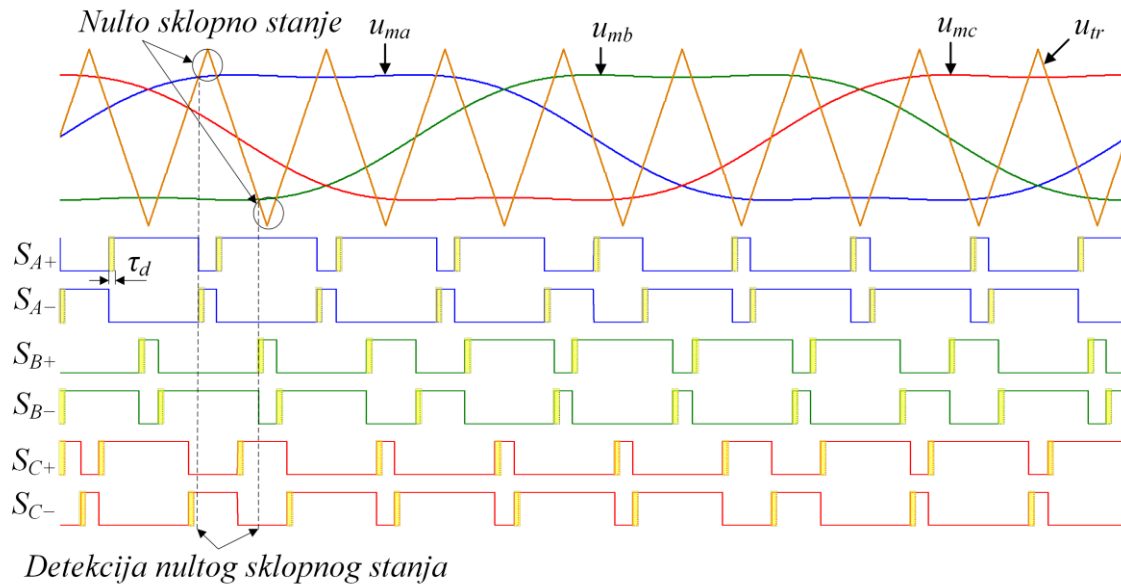 Nulto sklopno stanje
u_ma
u_mb
u_mc
u_tr
S_A+
τ_d
S_A−
S_B+
S_B−
S_C+
S_C−
Detekcija nultog sklopnog stanja